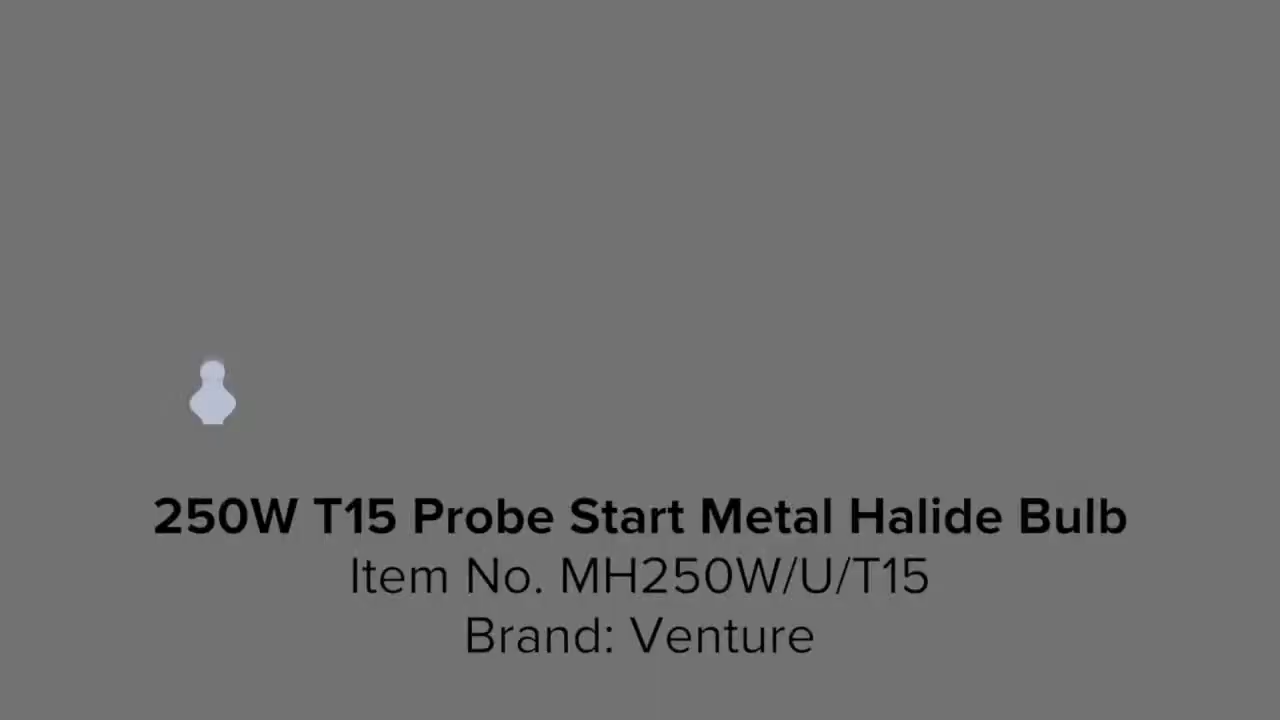 250W T15 Probe Start Metal Halide Bulb
Item No. MH250W/U/T15
Brand: Venture